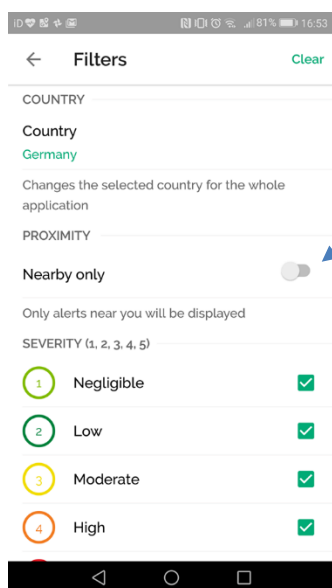 iD 81% 16:53
Filters Clear
COUNTRY
Country
Germany
Changes the selected country for the whole
application
PROXIMITY
Nearby only
Only alerts near you will be displayed
SEVERITY (1, 2, 3, 4, 5)
1 Negligible
2 Low
3 Moderate
4 High